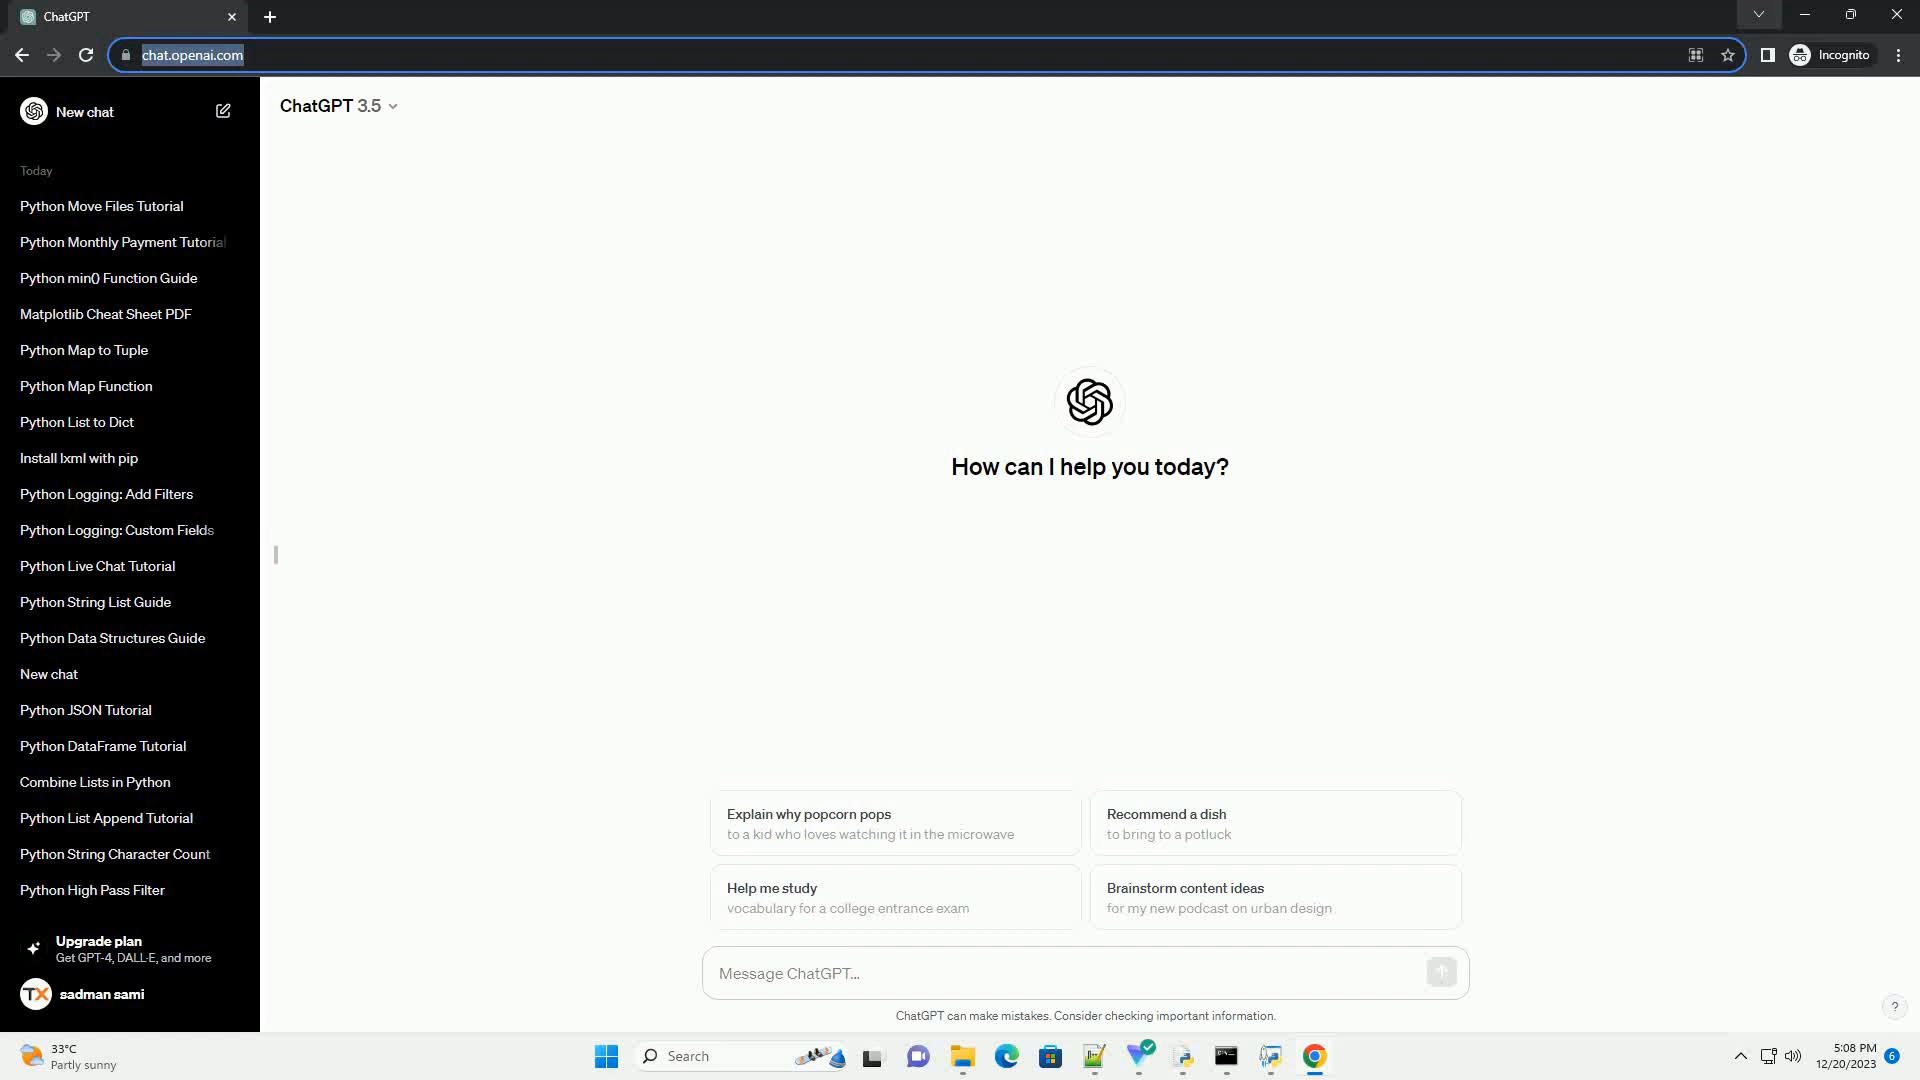 ChatGPT
chat.openai.com
Incognito
New chat
Today
Python Move Files Tutorial
Python Monthly Payment Tutorial
Python min() Function Guide
Matplotlib Cheat Sheet PDF
Python Map to Tuple
Python Map Function
Python List to Dict
Install lxml with pip
Python Logging: Add Filters
Python Logging: Custom Fields
Python Live Chat Tutorial
Python String List Guide
Python Data Structures Guide
New chat
Python JSON Tutorial
Python DataFrame Tutorial
Combine Lists in Python
Python List Append Tutorial
Python String Character Count
Python High Pass Filter
Upgrade plan
Get GPT-4, DALL·E, and more
TX
sadman sami
ChatGPT 3.5
How can I help you today?
Explain why popcorn pops
to a kid who loves watching it in the microwave
Recommend a dish
to bring to a potluck
Help me study
vocabulary for a college entrance exam
Brainstorm content ideas
for my new podcast on urban design
Message ChatGPT...
ChatGPT can make mistakes. Consider checking important information.
?
33°C
Partly sunny
Search
5:08 PM
12/20/2023
6